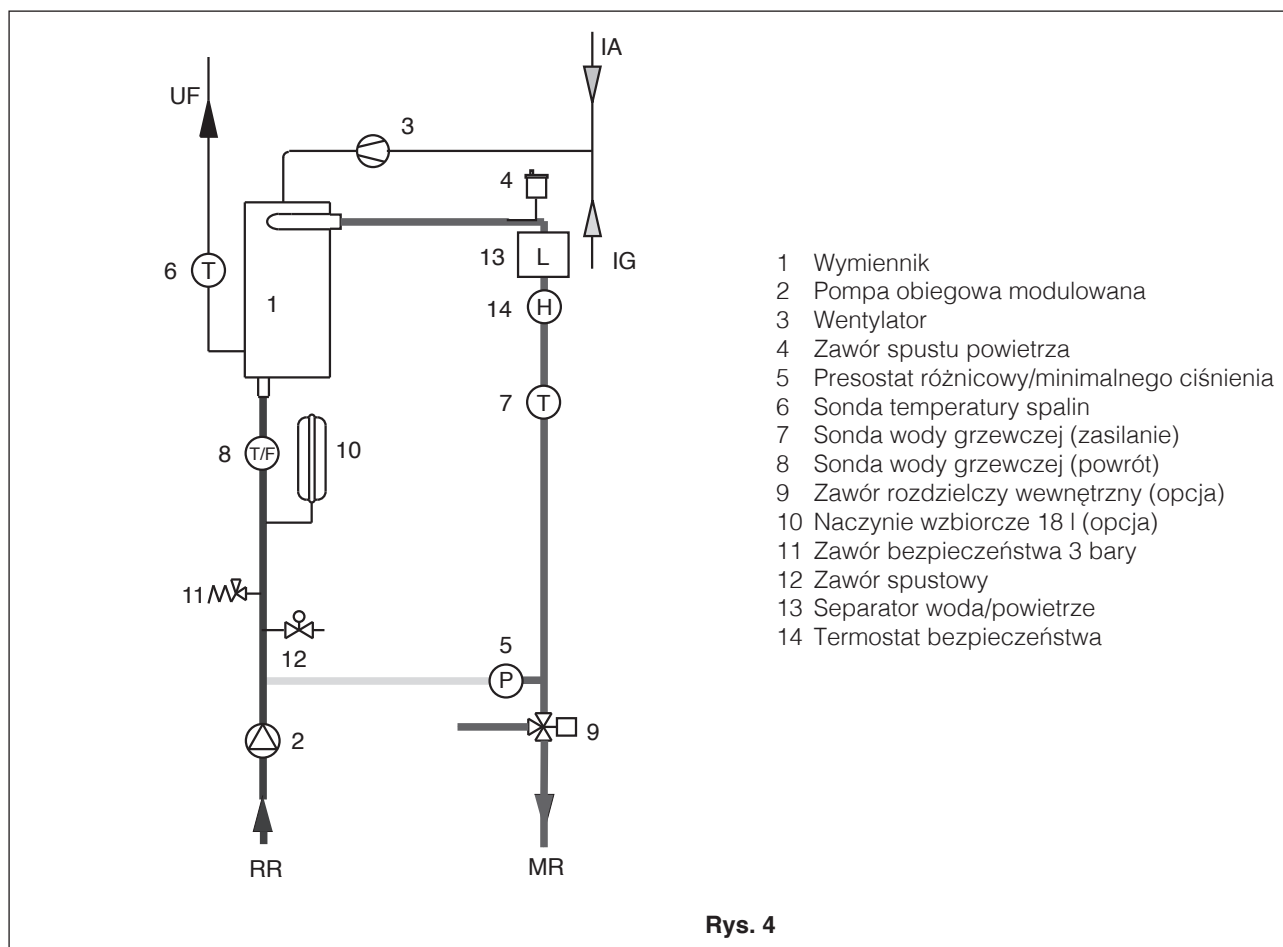 IA
UF
3
4
13 L
IG
6 T
1
14 H
7 T
8 T/F
10
11
12
5
P
9
2
RR
MR
1 Wymiennik
2 Pompa obiegowa modulowana
3 Wentylator
4 Zawór spustu powietrza
5 Presostat różnicowy/minimalnego ciśnienia
6 Sonda temperatury spalin
7 Sonda wody grzewczej (zasilanie)
8 Sonda wody grzewczej (powrót)
9 Zawór rozdzielczy wewnętrzny (opcja)
10 Naczynie wzbiorcze 18 l (opcja)
11 Zawór bezpieczeństwa 3 bary
12 Zawór spustowy
13 Separator woda/powietrze
14 Termostat bezpieczeństwa
Rys. 4